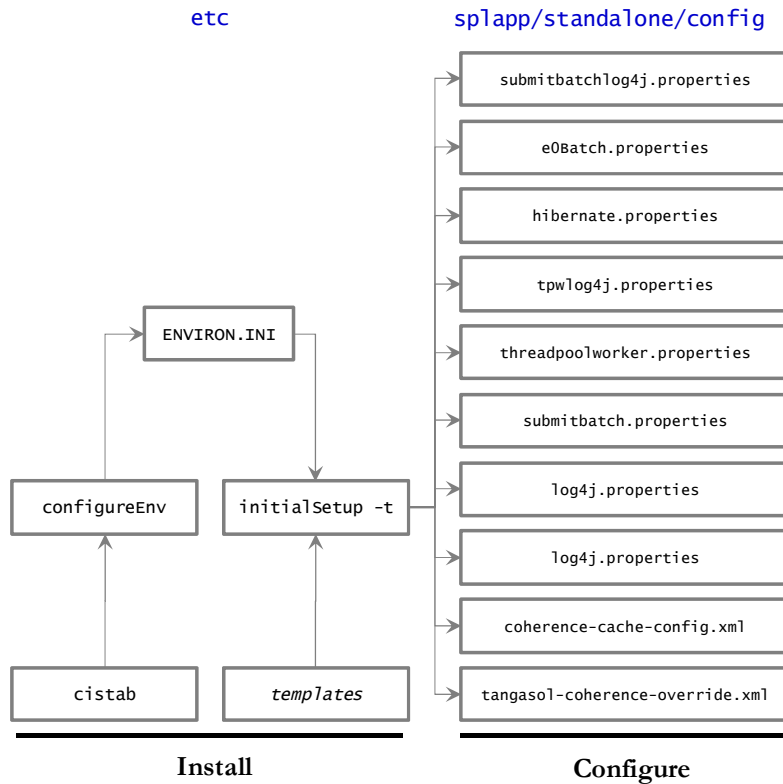 etc
splapp/standalone/config
submitbatchlog4j.properties
e0Batch.properties
hibernate.properties
tpwlog4j.properties
ENVIRON.INI
threadpoolworker.properties
submitbatch.properties
configureEnv
initialSetup -t
log4j.properties
log4j.properties
coherence-cache-config.xml
cistab
templates
tangasol-coherence-override.xml
Install
Configure